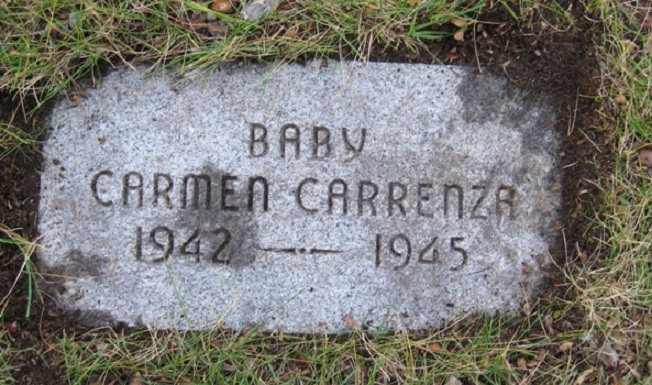 BABY
CARMEN CARRENZA
1942 —·— 1945